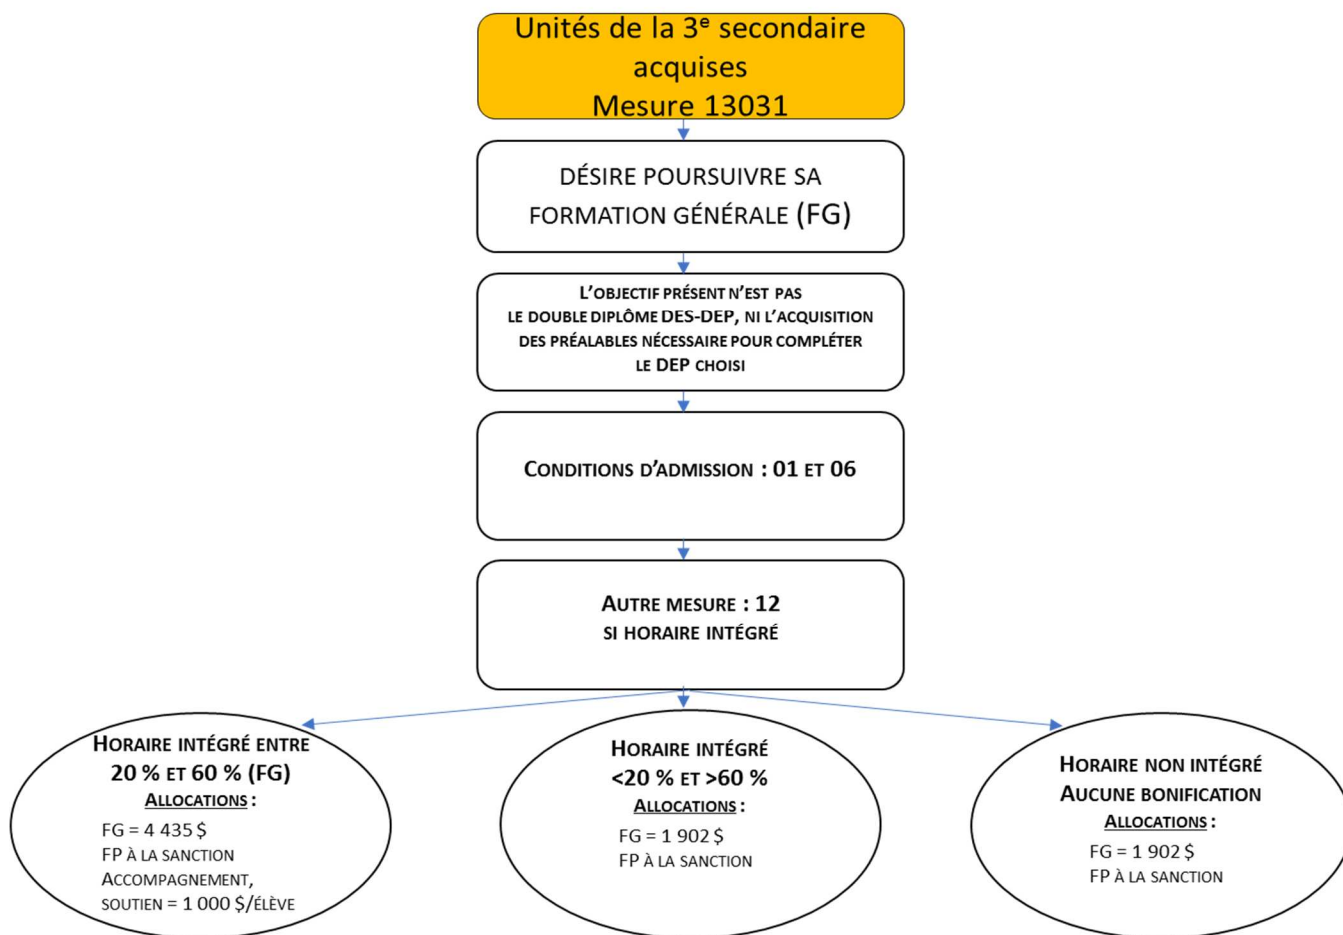 Unités de la 3e secondaire
acquises
Mesure 13031
DÉSIRE POURSUIVRE SA
FORMATION GÉNÉRALE (FG)
L'OBJECTIF PRÉSENT N'EST PAS
LE DOUBLE DIPLÔME DES-DEP, NI L'ACQUISITION
DES PRÉALABLES NÉCESSAIRE POUR COMPLÉTER
LE DEP CHOISI
CONDITIONS D'ADMISSION : 01 ET 06
AUTRE MESURE : 12
SI HORAIRE INTÉGRÉ
HORAIRE INTÉGRÉ ENTRE
20 % ET 60 % (FG)
ALLOCATIONS :
FG = 4 435 $
FP À LA SANCTION
ACCOMPAGNEMENT,
SOUTIEN = 1 000 $/ÉLÈVE
HORAIRE INTÉGRÉ
<20 % ET >60 %
ALLOCATIONS :
FG = 1 902 $
FP À LA SANCTION
HORAIRE NON INTÉGRÉ
AUCUNE BONIFICATION
ALLOCATIONS :
FG = 1 902 $
FP À LA SANCTION